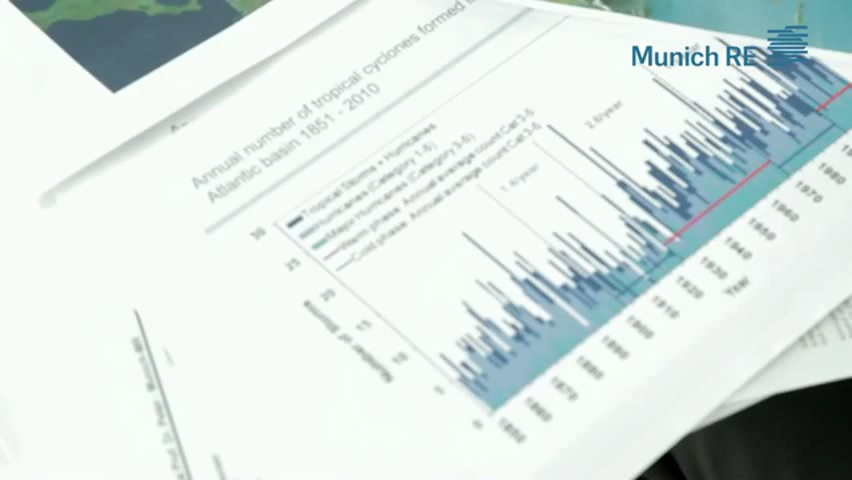 Munich RE
Annual number of tropical cyclones formed in
Atlantic basin 1851 - 2010
Tropical Storms + Hurricanes
Hurricanes (Category 1-5)
Major Hurricanes (Category 3-5)
Warm phase: Annual average count Cat 3-5
Cold phase: Annual average count Cat 3-5
1.4/year
2.6/year
30
25
20
15
10
5
0
Number of Storms
1850
1860
1870
1880
1890
1900
1910
1920
1930
1940
1950
1960
1970
1980
Year